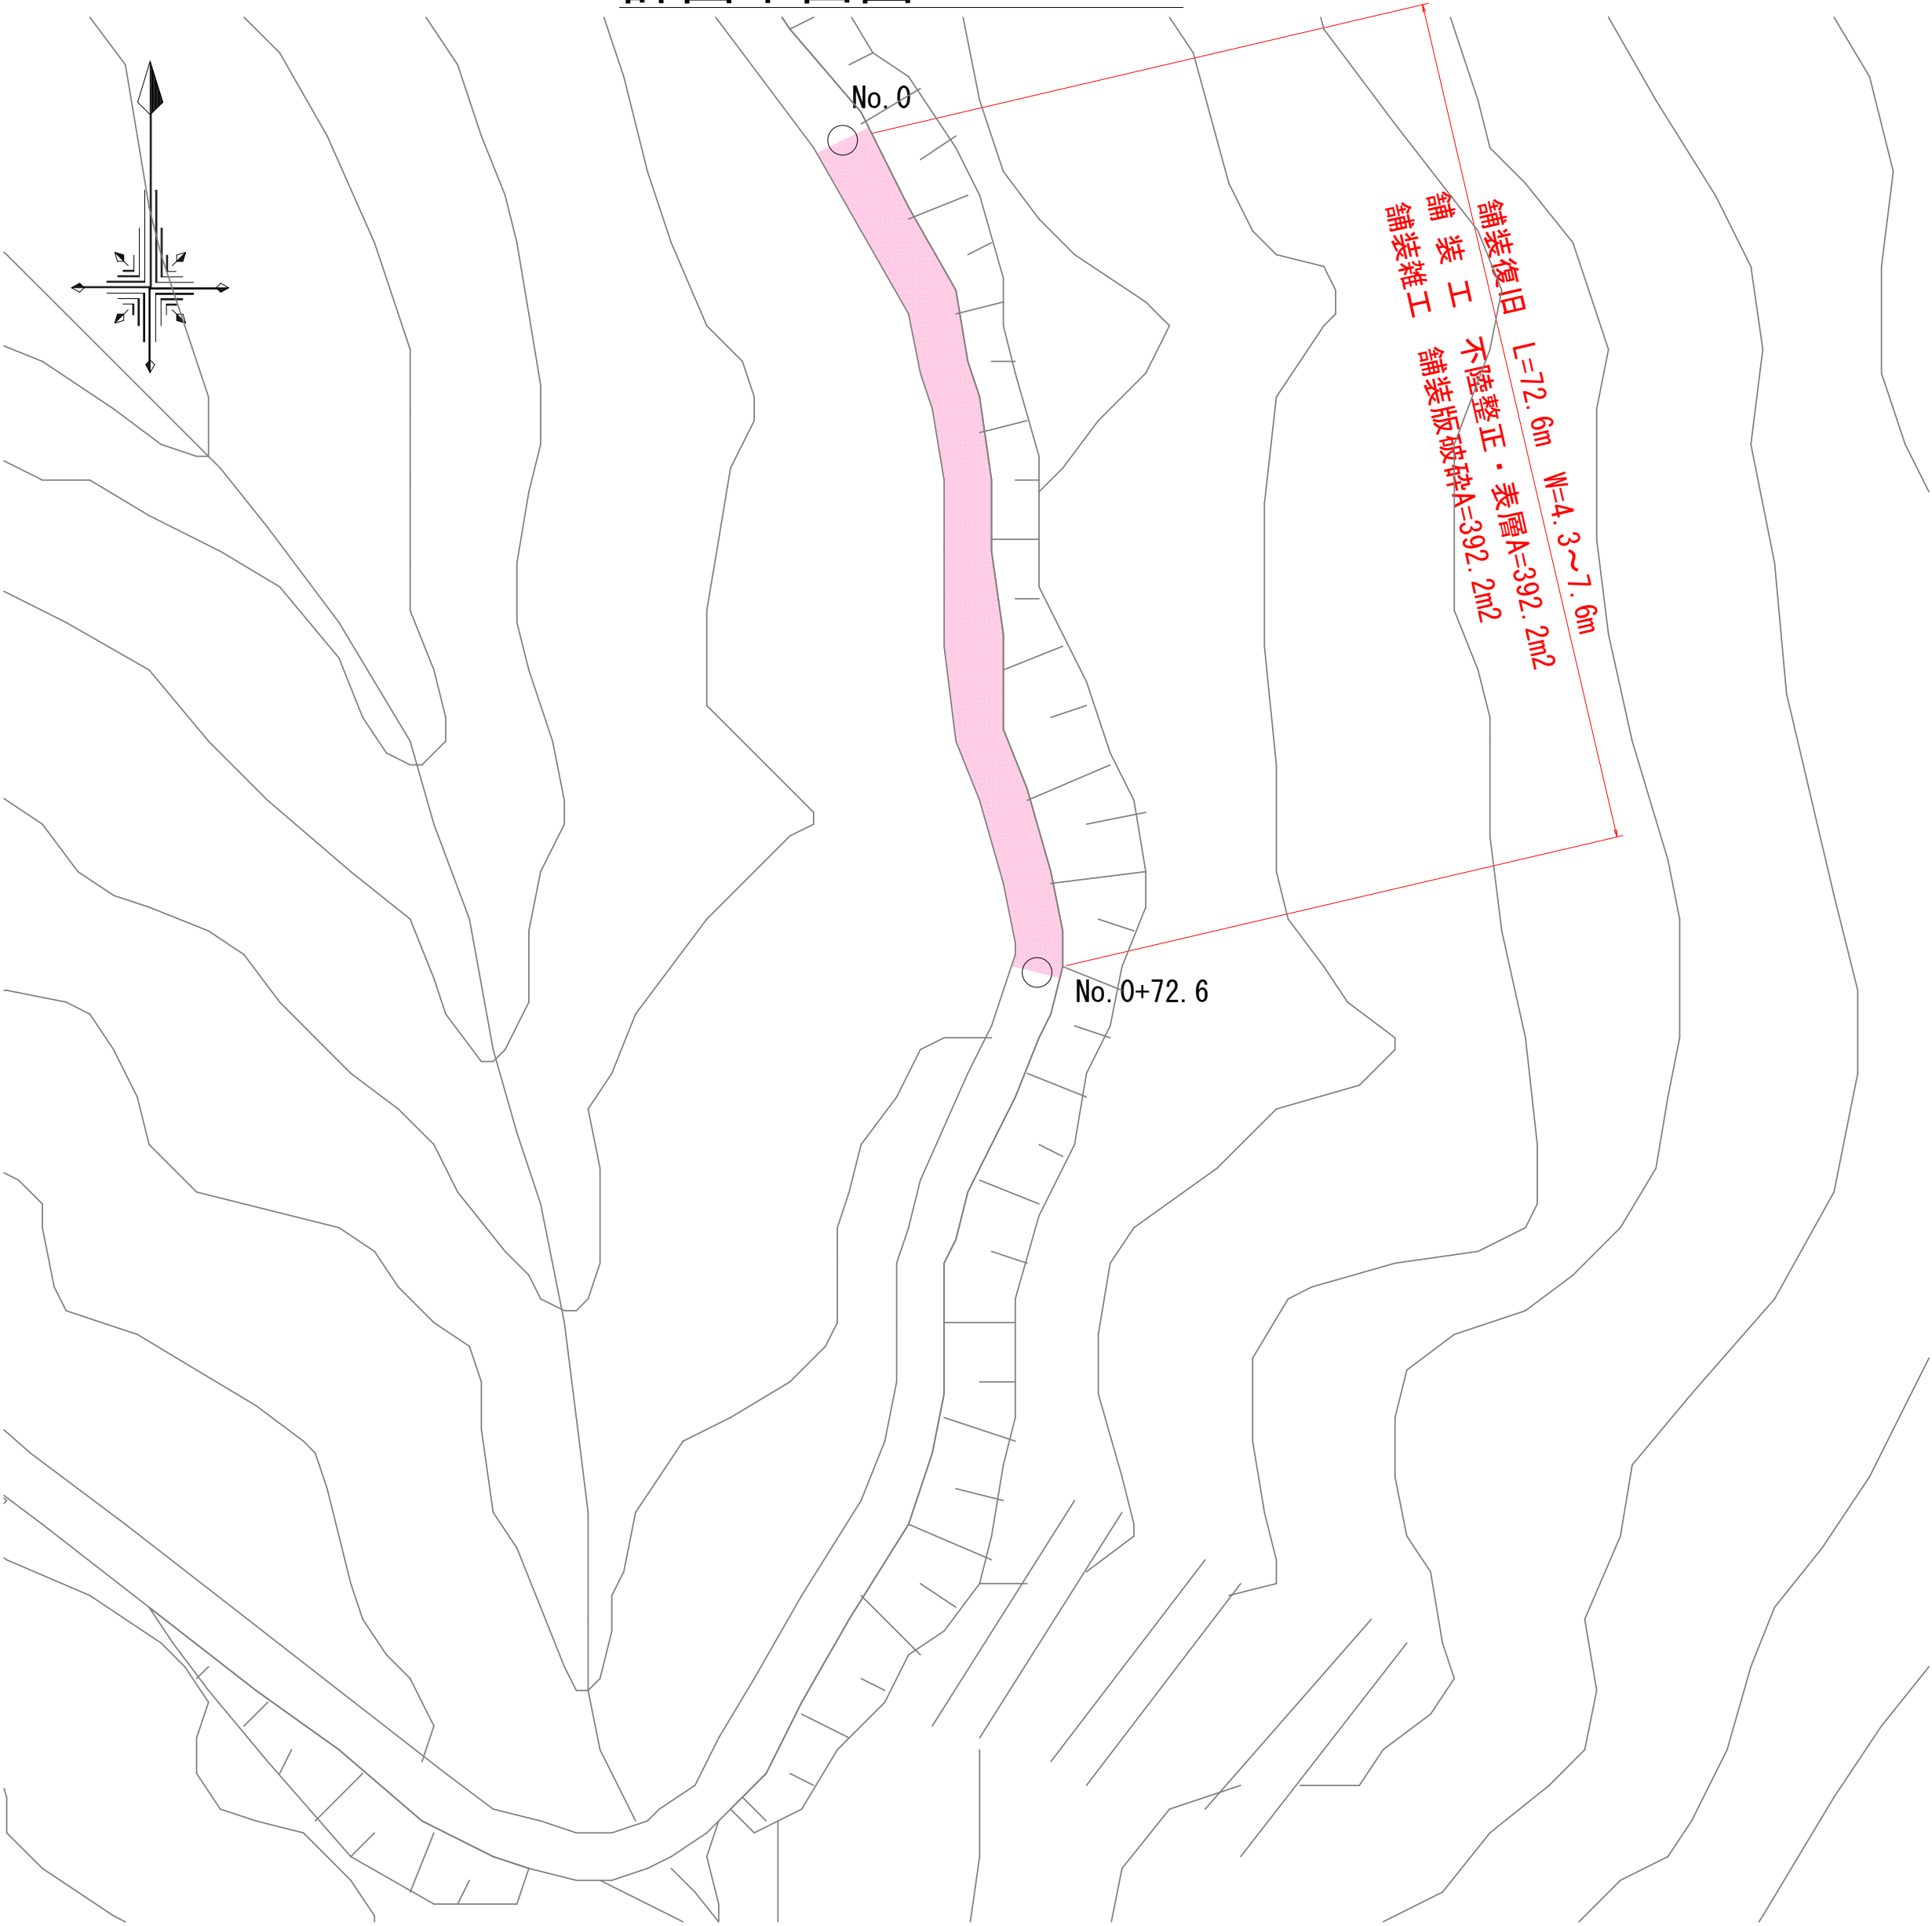 No.0
舗装復旧 L=72.6m W=4.3~7.6m
舗 装 工 不陸整正・表層A=392.2m2
舗装雑工 舗装版破砕A=392.2m2
No.0+72.6